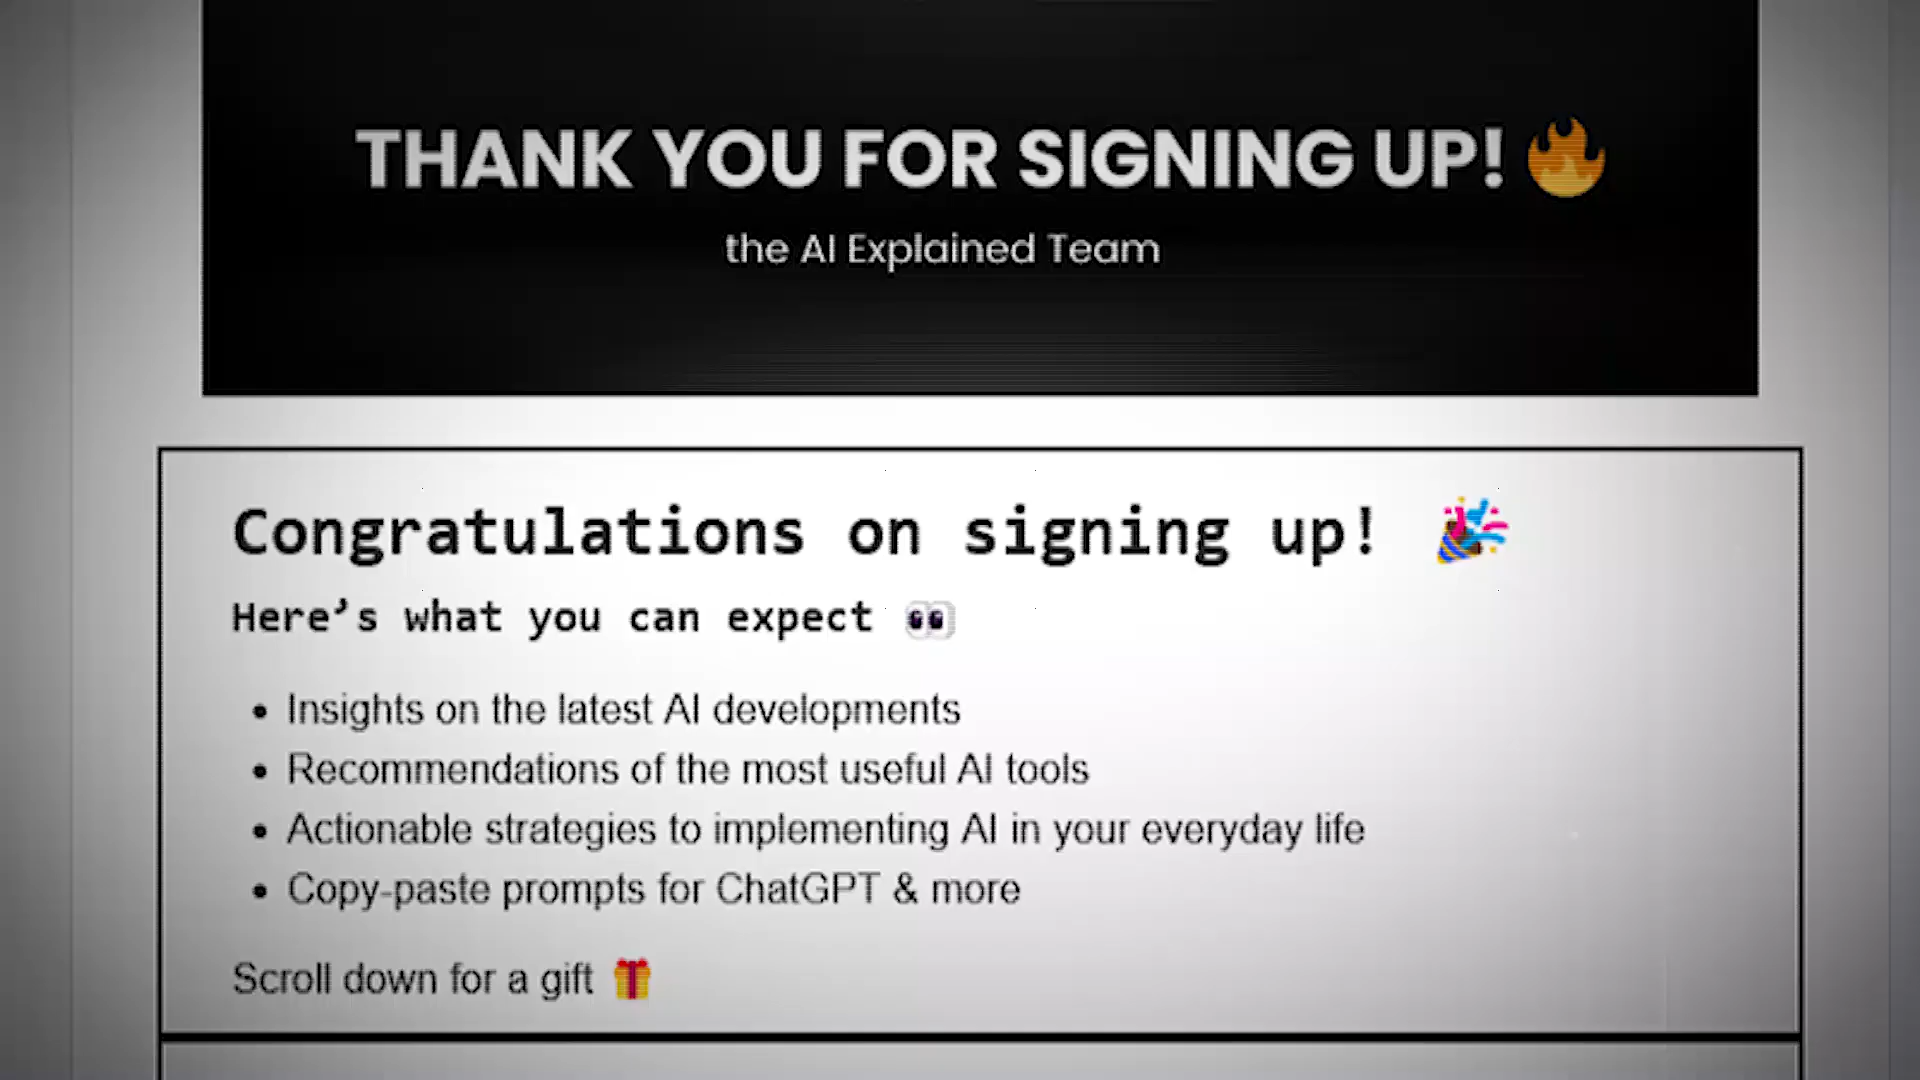 THANK YOU FOR SIGNING UP! 🔥
the AI Explained Team
Congratulations on signing up! 🎉
Here’s what you can expect 👀
• Insights on the latest AI developments
• Recommendations of the most useful AI tools
• Actionable strategies to implementing AI in your everyday life
• Copy-paste prompts for ChatGPT & more
Scroll down for a gift 🎁